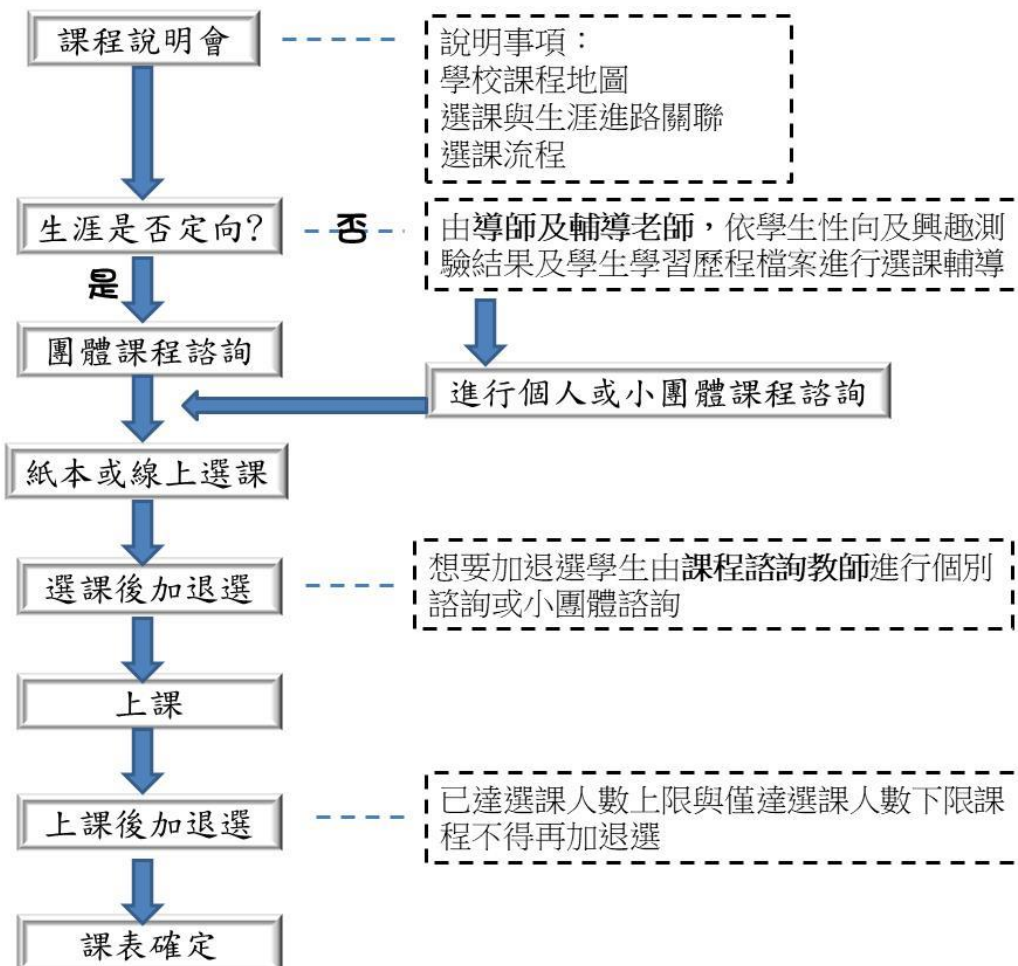 課程說明會
說明事項：
學校課程地圖
選課與生涯進路關聯
選課流程
生涯是否定向?
否
由導師及輔導老師，依學生性向及興趣測
驗結果及學生學習歷程檔案進行選課輔導
是
團體課程諮詢
進行個人或小團體課程諮詢
紙本或線上選課
選課後加退選
想要加退選學生由課程諮詢教師進行個別
諮詢或小團體諮詢
上課
上課後加退選
已達選課人數上限與僅達選課人數下限課
程不得再加退選
課表確定